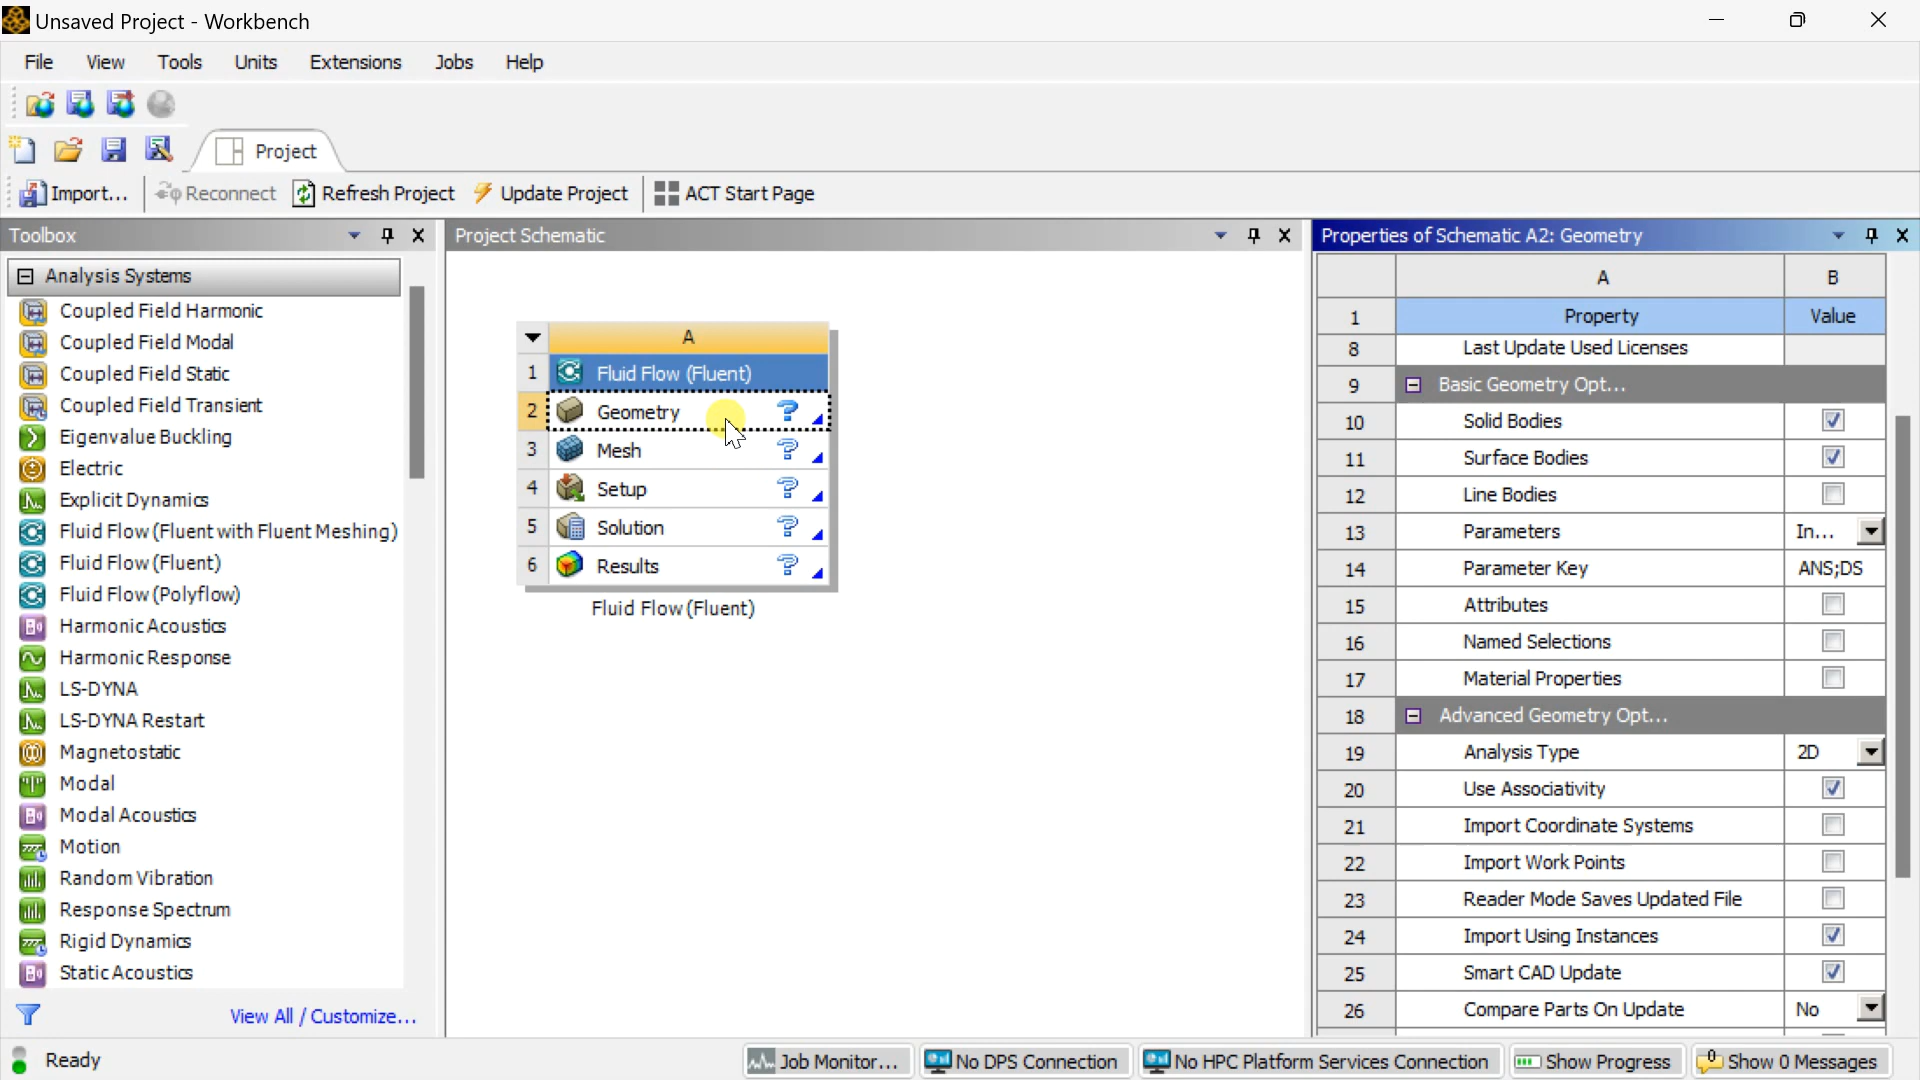 Unsaved Project - Workbench
File View Tools Units Extensions Jobs Help
Project
Import... Reconnect Refresh Project Update Project ACT Start Page
Toolbox
Analysis Systems
Coupled Field Harmonic
Coupled Field Modal
Coupled Field Static
Coupled Field Transient
Eigenvalue Buckling
Electric
Explicit Dynamics
Fluid Flow (Fluent with Fluent Meshing)
Fluid Flow (Fluent)
Fluid Flow (Polyflow)
Harmonic Acoustics
Harmonic Response
LS-DYNA
LS-DYNA Restart
Magnetostatic
Modal
Modal Acoustics
Motion
Random Vibration
Response Spectrum
Rigid Dynamics
Static Acoustics
View All / Customize...
Project Schematic
A
1 Fluid Flow (Fluent)
2 Geometry ?
3 Mesh ?
4 Setup ?
5 Solution ?
6 Results ?
Fluid Flow (Fluent)
Properties of Schematic A2: Geometry
A B
1 Property Value
8 Last Update Used Licenses
9 Basic Geometry Opt...
10 Solid Bodies
11 Surface Bodies
12 Line Bodies
13 Parameters In...
14 Parameter Key ANS;DS
15 Attributes
16 Named Selections
17 Material Properties
18 Advanced Geometry Opt...
19 Analysis Type 2D
20 Use Associativity
21 Import Coordinate Systems
22 Import Work Points
23 Reader Mode Saves Updated File
24 Import Using Instances
25 Smart CAD Update
26 Compare Parts On Update No
Ready
Job Monitor... No DPS Connection No HPC Platform Services Connection Show Progress Show 0 Messages